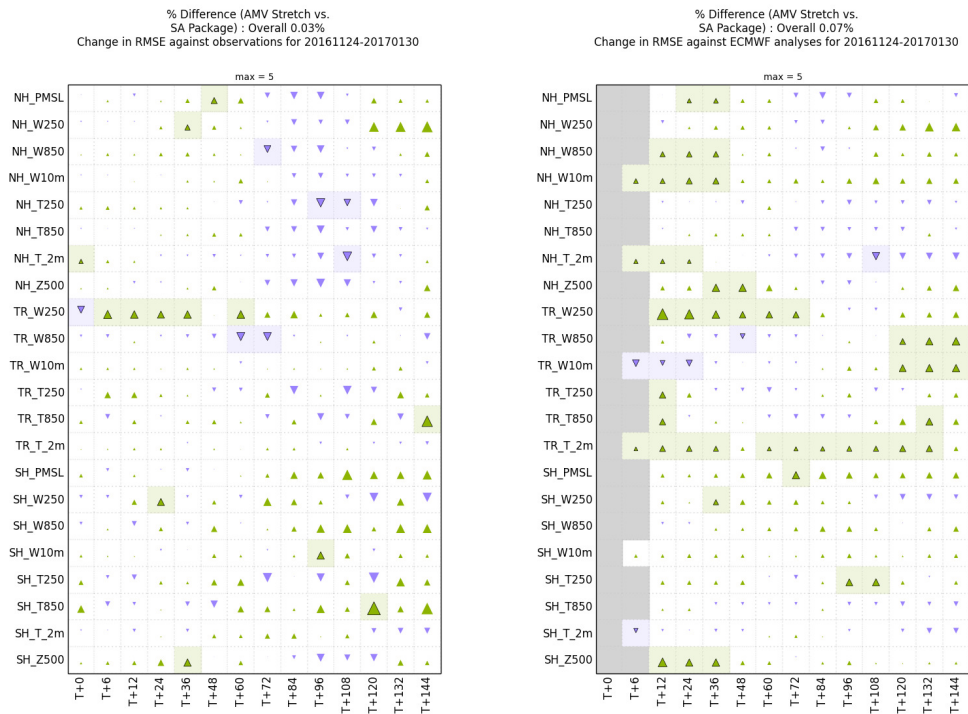 % Difference (AMV Stretch vs.
SA Package) : Overall 0.03%
Change in RMSE against observations for 20161124-20170130
max = 5
NH_PMSL
NH_W250
NH_W850
NH_W10m
NH_T250
NH_T850
NH_T_2m
NH_Z500
TR_W250
TR_W850
TR_W10m
TR_T250
TR_T850
TR_T_2m
SH_PMSL
SH_W250
SH_W850
SH_W10m
SH_T250
SH_T850
SH_T_2m
SH_Z500
T+0
T+6
T+12
T+24
T+36
T+48
T+60
T+72
T+84
T+96
T+108
T+120
T+132
T+144
% Difference (AMV Stretch vs.
SA Package) : Overall 0.07%
Change in RMSE against ECMWF analyses for 20161124-20170130
max = 5
NH_PMSL
NH_W250
NH_W850
NH_W10m
NH_T250
NH_T850
NH_T_2m
NH_Z500
TR_W250
TR_W850
TR_W10m
TR_T250
TR_T850
TR_T_2m
SH_PMSL
SH_W250
SH_W850
SH_W10m
SH_T250
SH_T850
SH_T_2m
SH_Z500
T+0
T+6
T+12
T+24
T+36
T+48
T+60
T+72
T+84
T+96
T+108
T+120
T+132
T+144